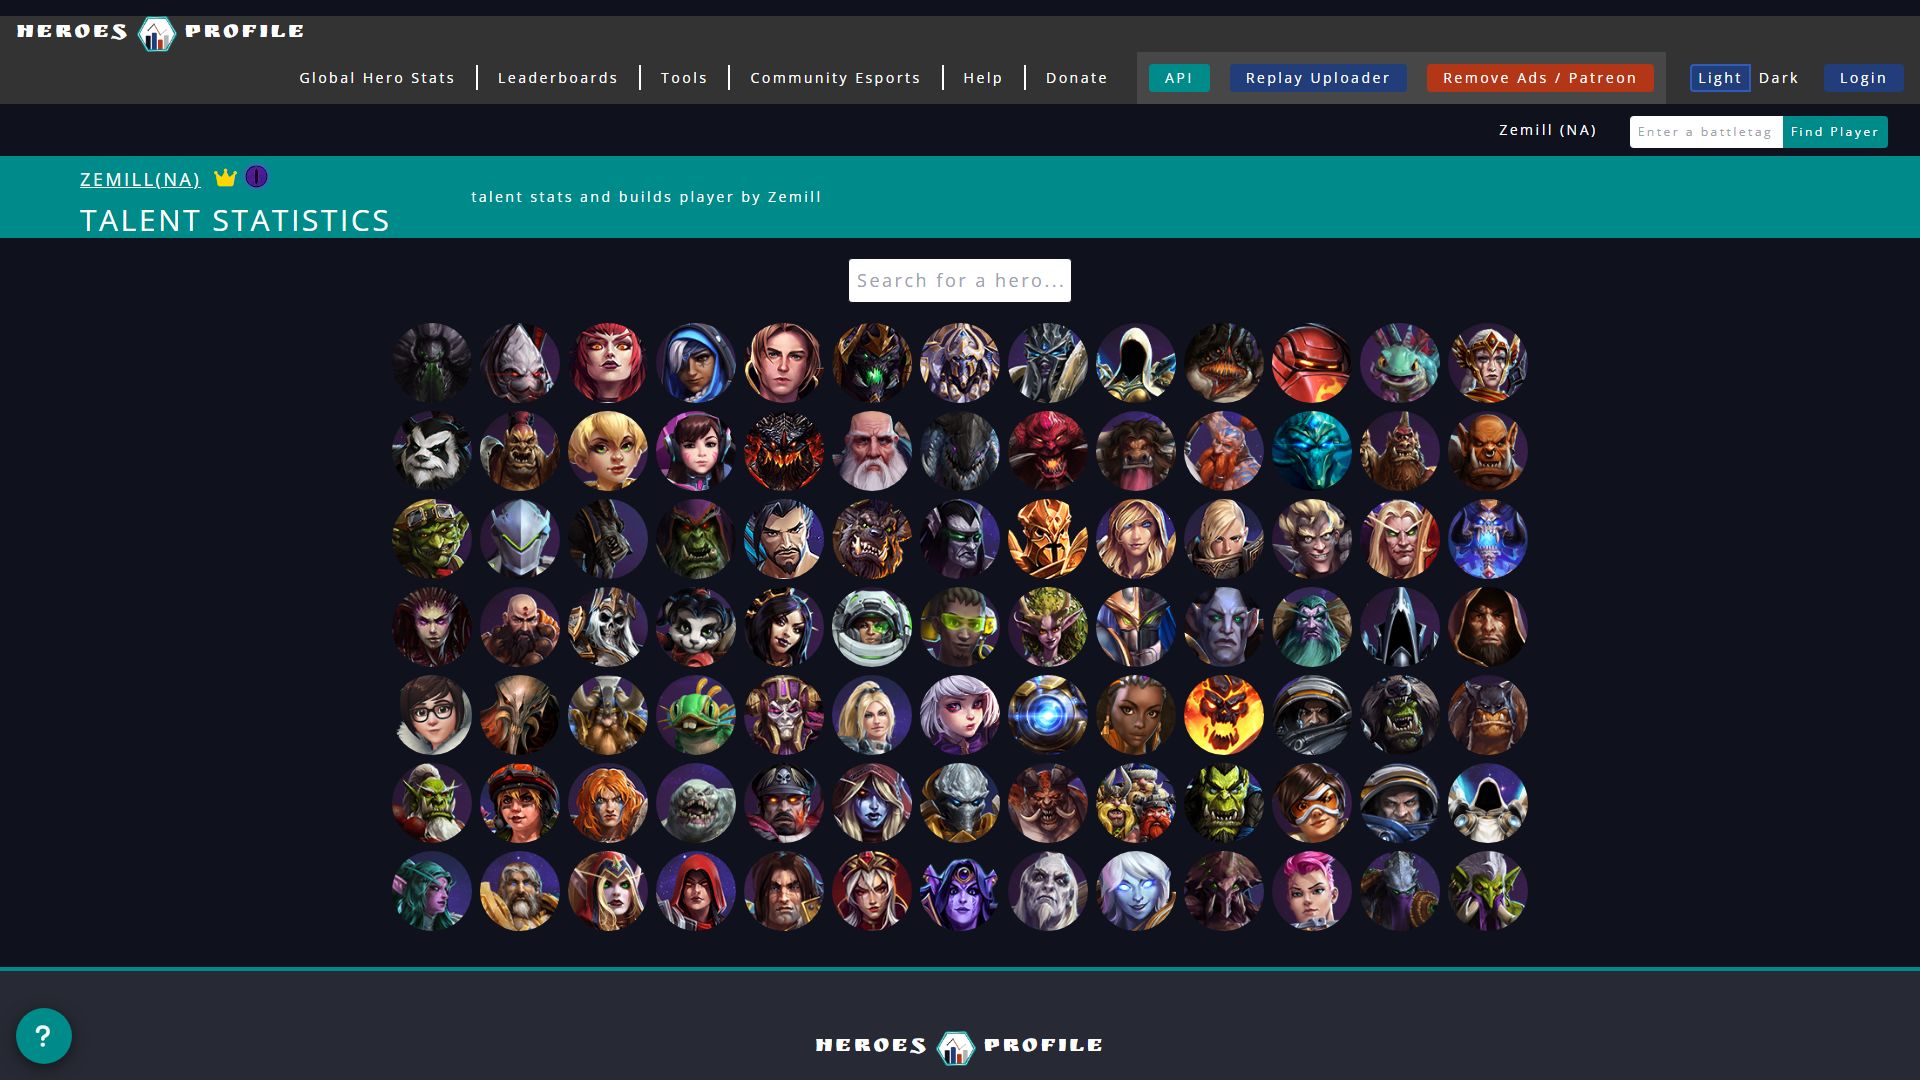 HEROES PROFILE
Global Hero Stats
Leaderboards
Tools
Community Esports
Help
Donate
API
Replay Uploader
Remove Ads / Patreon
Light
Dark
Login
Zemill (NA)
Enter a battletag
Find Player
ZEMILL(NA)
TALENT STATISTICS
talent stats and builds player by Zemill
Search for a hero...
?
HEROES PROFILE